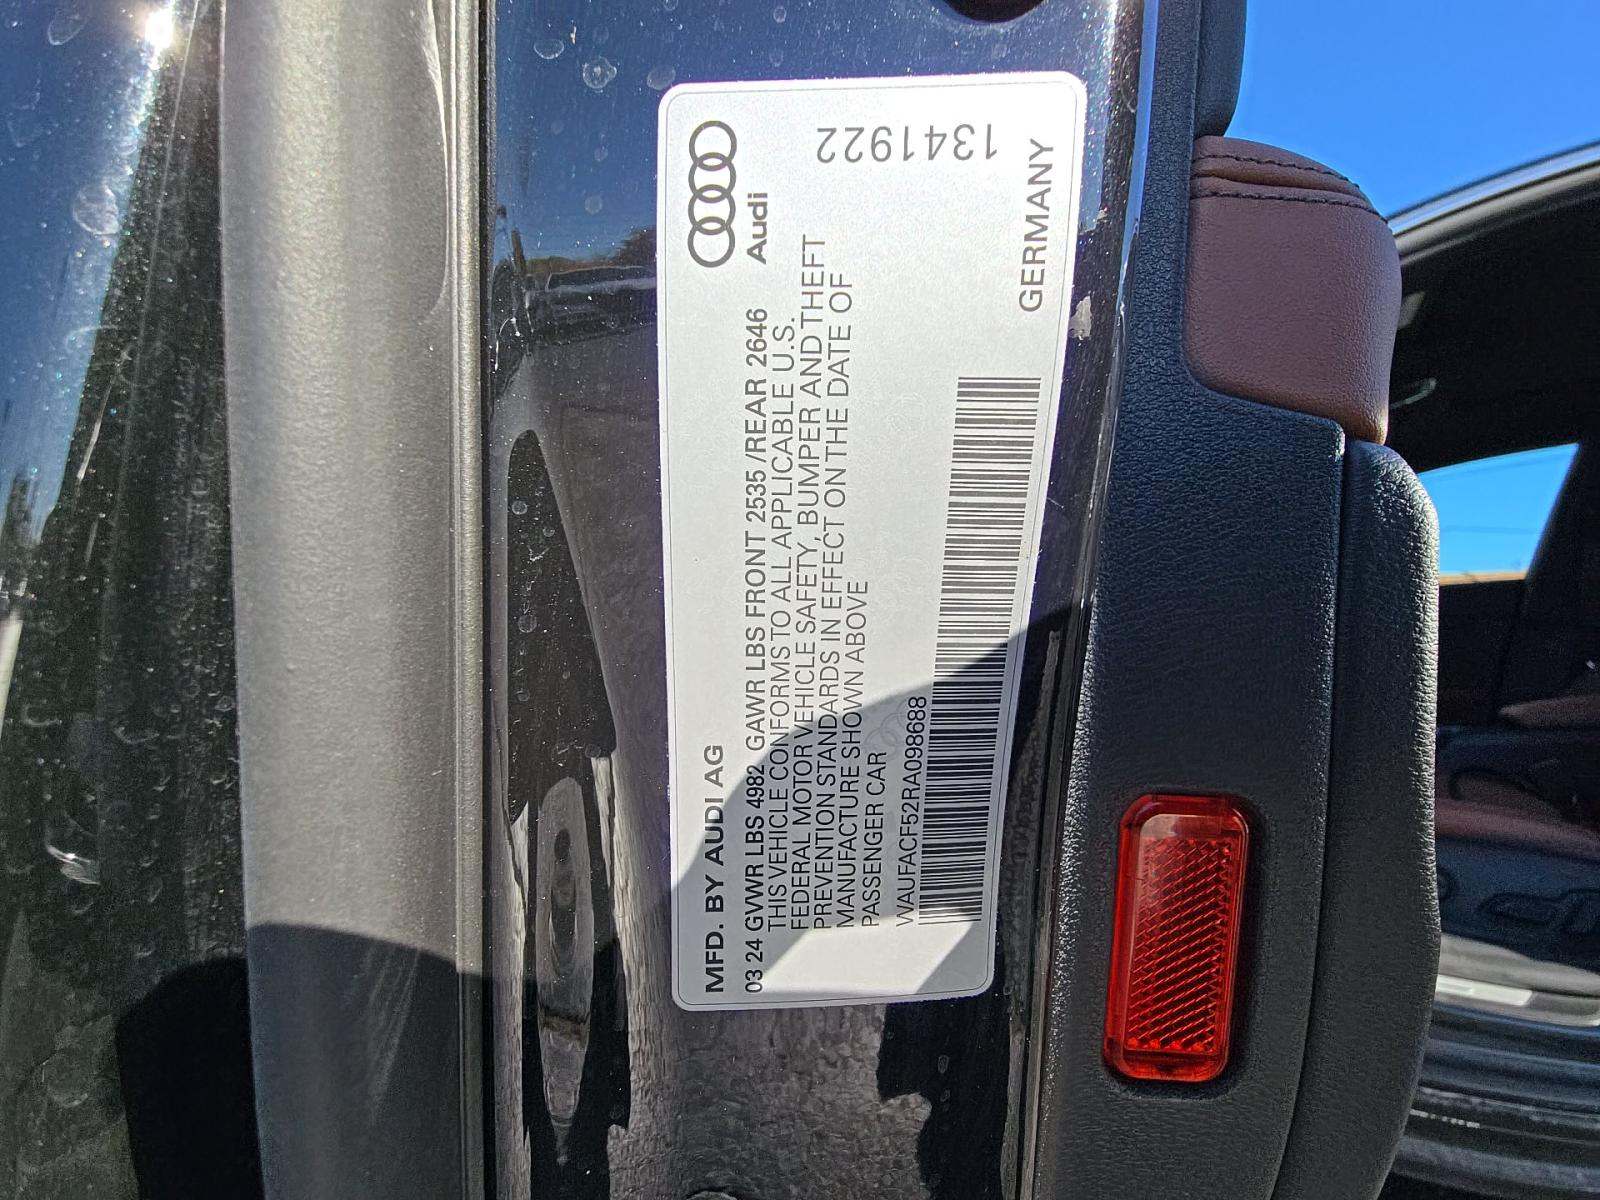 MFD. BY AUDI AG
Audi
03 24 GVWR LBS 4982 GAWR LBS FRONT 2535 /REAR 2646
THIS VEHICLE CONFORMS TO ALL APPLICABLE U.S.
FEDERAL MOTOR VEHICLE SAFETY, BUMPER AND THEFT
PREVENTION STANDARDS IN EFFECT ON THE DATE OF
MANUFACTURE SHOWN ABOVE
PASSENGER CAR
WAUFACF52RA098688
GERMANY
1341922